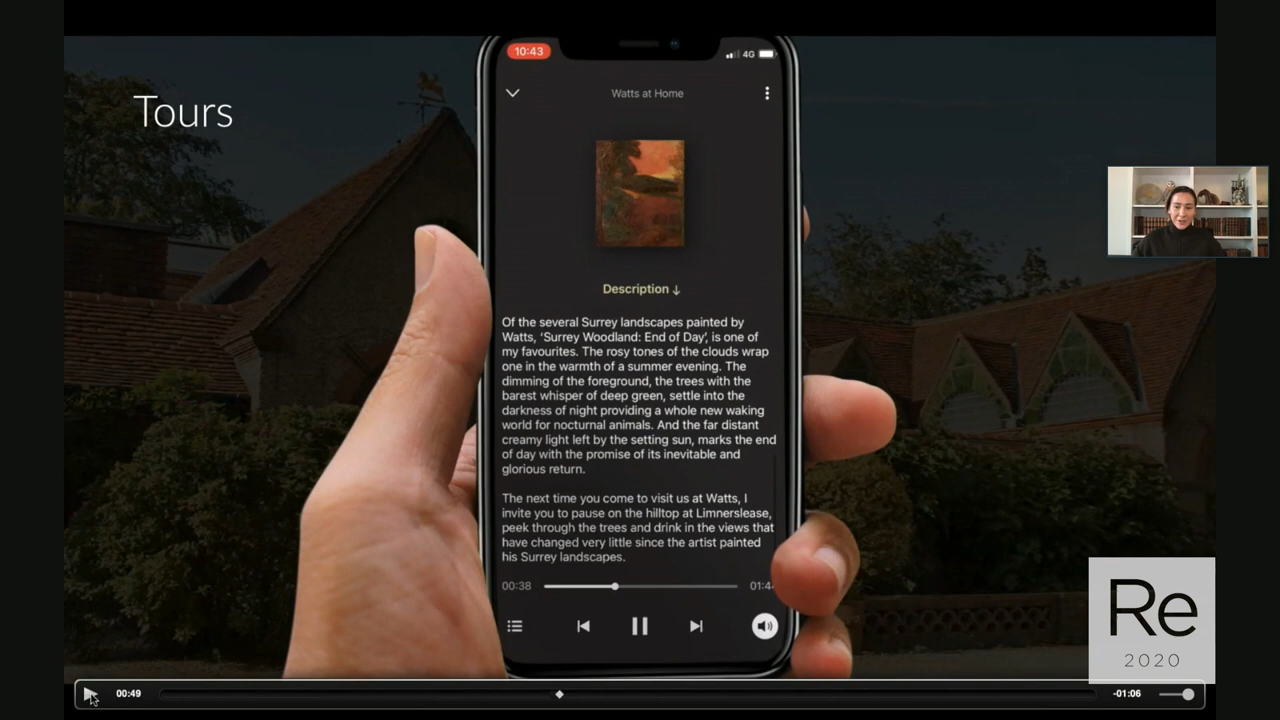 Tours
10:43
4G
Watts at Home
Description ↓
Of the several Surrey landscapes painted by
Watts, ‘Surrey Woodland: End of Day’, is one of
my favourites. The rosy tones of the clouds wrap
one in the warmth of a summer evening. The
dimming of the foreground, the trees with the
barest whisper of deep green, settle into the
darkness of night providing a whole new waking
world for nocturnal animals. And the far distant
creamy light left by the setting sun, marks the end
of day with the promise of its inevitable and
glorious return.
The next time you come to visit us at Watts, I
invite you to pause on the hilltop at Limnerslease,
peek through the trees and drink in the views that
have changed very little since the artist painted
his Surrey landscapes.
00:38
Re
2020
00:49
-01:06